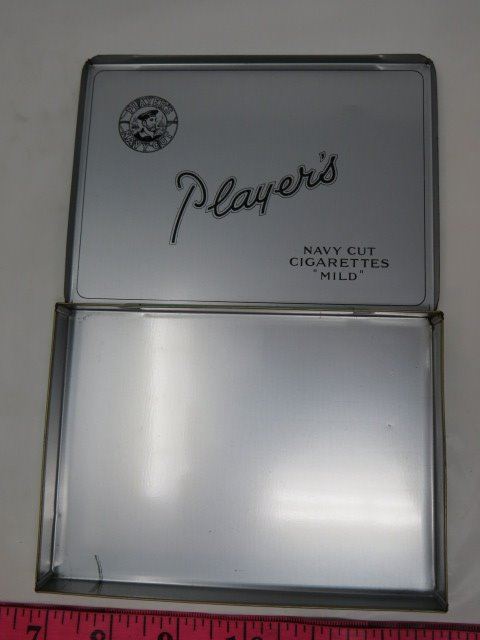 PLAYER'S
NAVY CUT
Player's
NAVY CUT
CIGARETTES
"MILD"
7 8 9 10 11